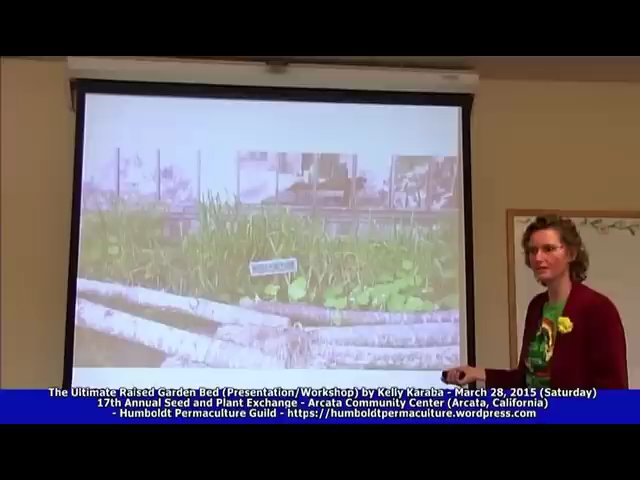 The Ultimate Raised Garden Bed (Presentation/Workshop) by Kelly Karaba - March 28, 2015 (Saturday)
17th Annual Seed and Plant Exchange - Arcata Community Center (Arcata, California)
- Humboldt Permaculture Guild - https://humboldtpermaculture.wordpress.com